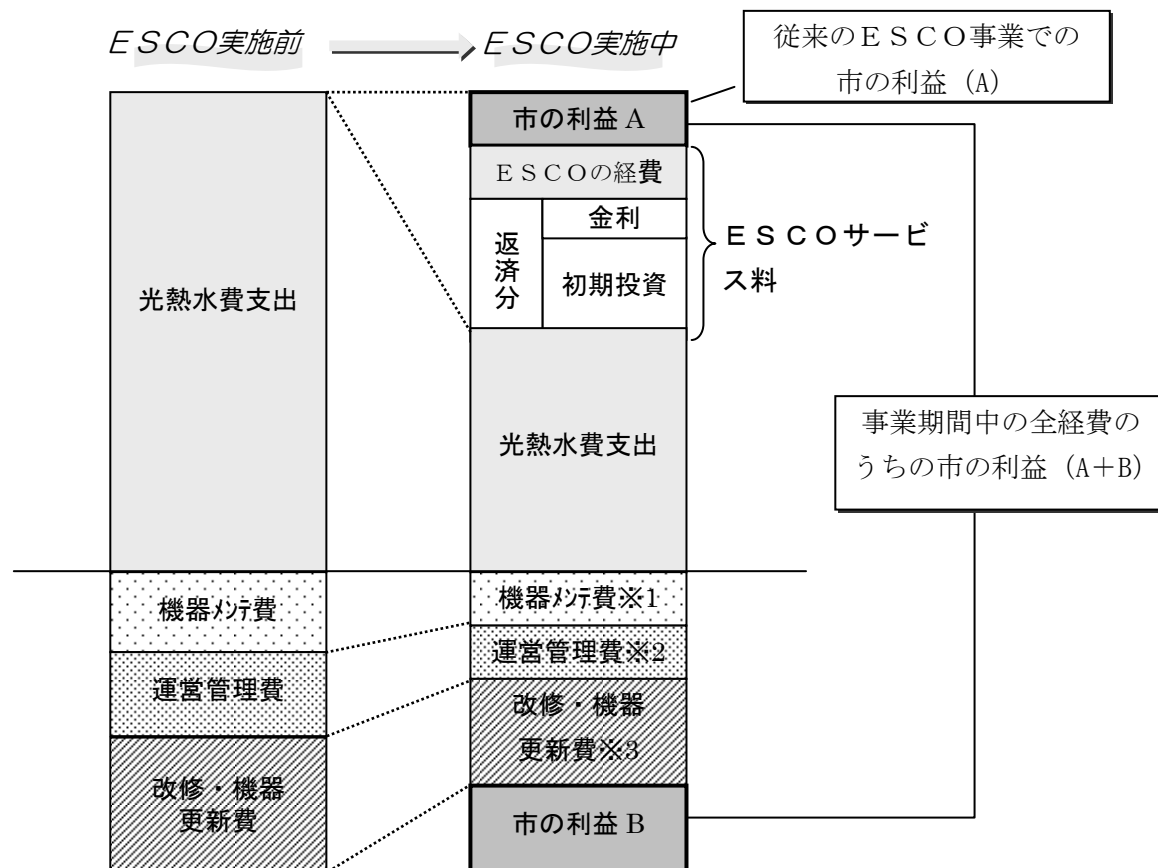 ESCO実施前
ESCO実施中
従来のESCO事業での
市の利益(A)
市の利益A
ESCOの経費
返済分
金利
初期投資
ESCOサービ
ス料
光熱水費支出
光熱水費支出
事業期間中の全経費の
うちの市の利益(A+B)
機器メンテ費
機器メンテ費※1
運営管理費
運営管理費※2
改修・機器
更新費
改修・機器
更新費※3
市の利益B